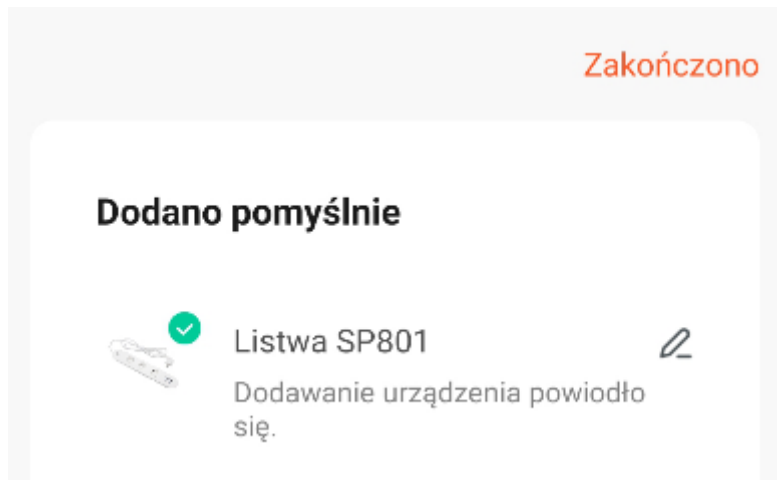 Zakończono
Dodano pomyślnie
Listwa SP801
Dodawanie urządzenia powiodło
się.